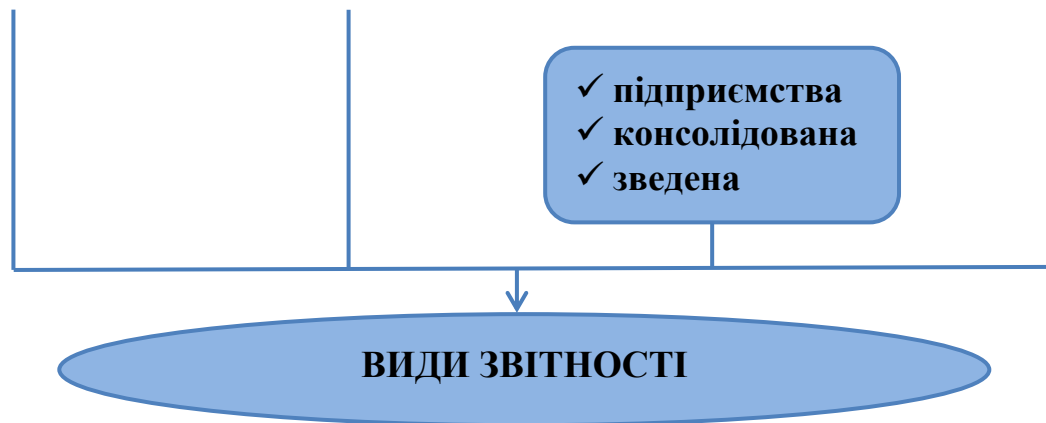 ✓ підприємства
✓ консолідована
✓ зведена
ВИДИ ЗВІТНОСТІ